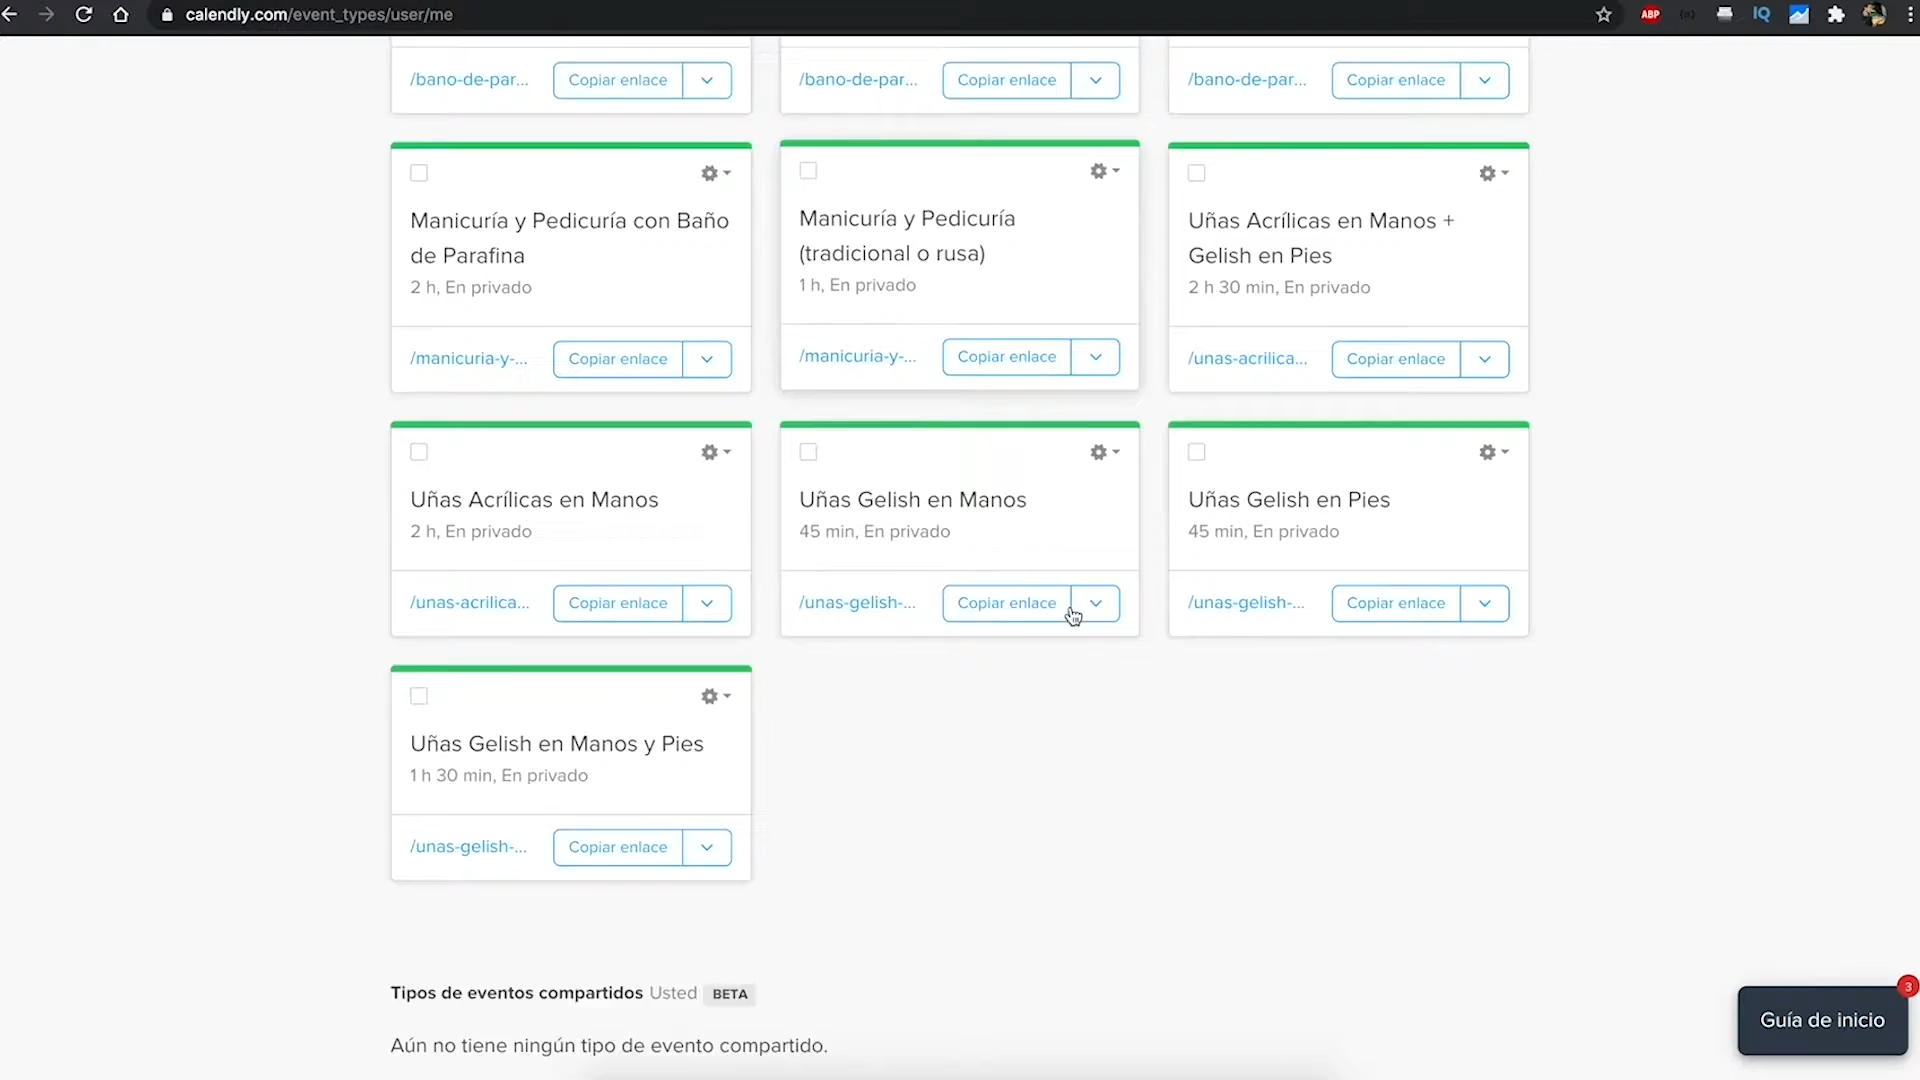 calendly.com/event_types/user/me
ABP
IQ
/bano-de-par... Copiar enlace
/bano-de-par... Copiar enlace
/bano-de-par... Copiar enlace
Manicuría y Pedicuría con Baño
de Parafina
2 h, En privado
/manicuria-y-... Copiar enlace
Manicuría y Pedicuría
(tradicional o rusa)
1 h, En privado
/manicuria-y-... Copiar enlace
Uñas Acrílicas en Manos +
Gelish en Pies
2 h 30 min, En privado
/unas-acrilica... Copiar enlace
Uñas Acrílicas en Manos
2 h, En privado
/unas-acrilica... Copiar enlace
Uñas Gelish en Manos
45 min, En privado
/unas-gelish-... Copiar enlace
Uñas Gelish en Pies
45 min, En privado
/unas-gelish-... Copiar enlace
Uñas Gelish en Manos y Pies
1 h 30 min, En privado
/unas-gelish-... Copiar enlace
Tipos de eventos compartidos Usted BETA
Aún no tiene ningún tipo de evento compartido.
3
Guía de inicio